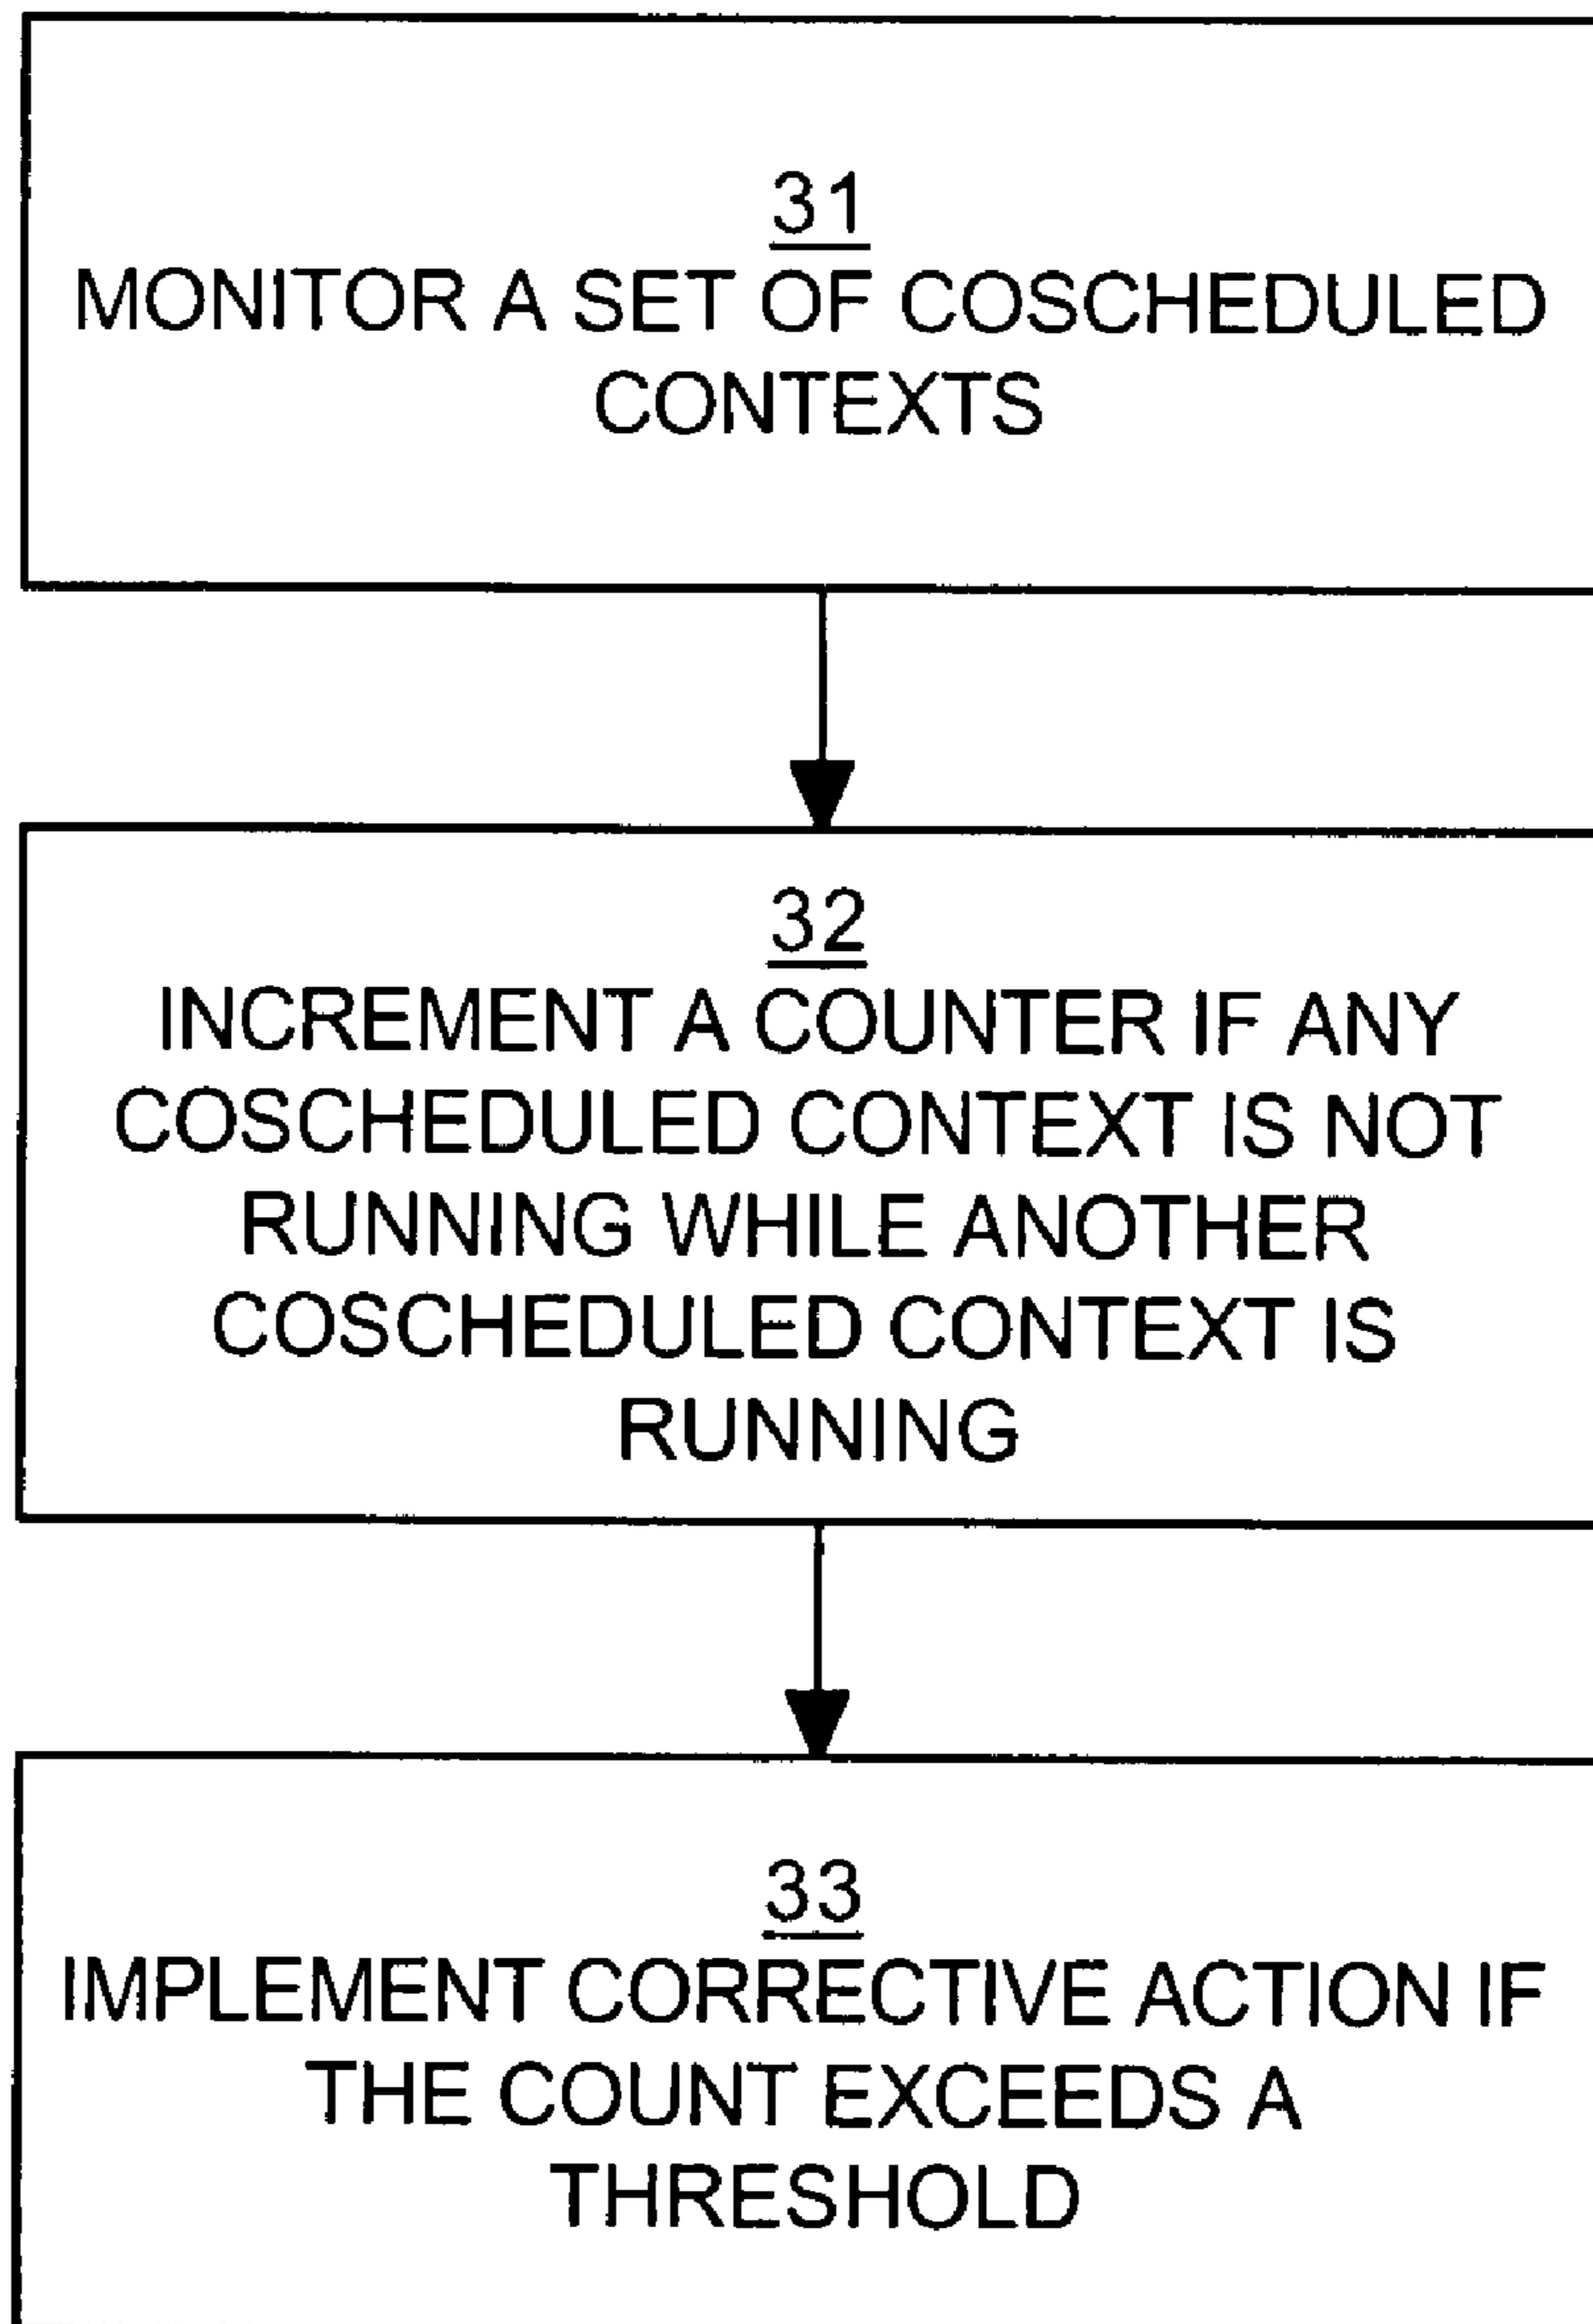 31
MONITOR A SET OF COSCHEDULED
CONTEXTS
32
INCREMENT A COUNTER IF ANY
COSCHEDULED CONTEXT IS NOT
RUNNING WHILE ANOTHER
COSCHEDULED CONTEXT IS
RUNNING
33
IMPLEMENT CORRECTIVE ACTION IF
THE COUNT EXCEEDS A
THRESHOLD